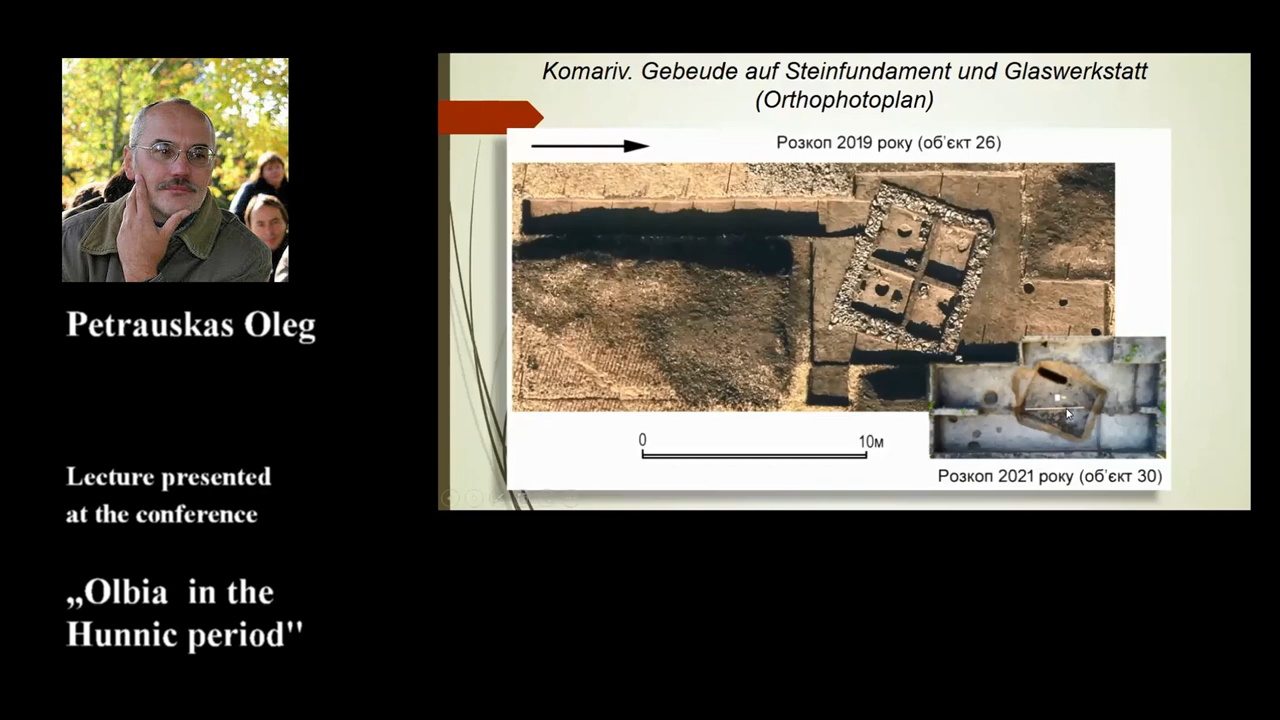 Petrauskas Oleg
Lecture presented
at the conference
„Olbia in the
Hunnic period"
Komariv. Gebeude auf Steinfundament und Glaswerkstatt
(Orthophotoplan)
Розкоп 2019 року (об'єкт 26)
0
10м
Розкоп 2021 року (об'єкт 30)